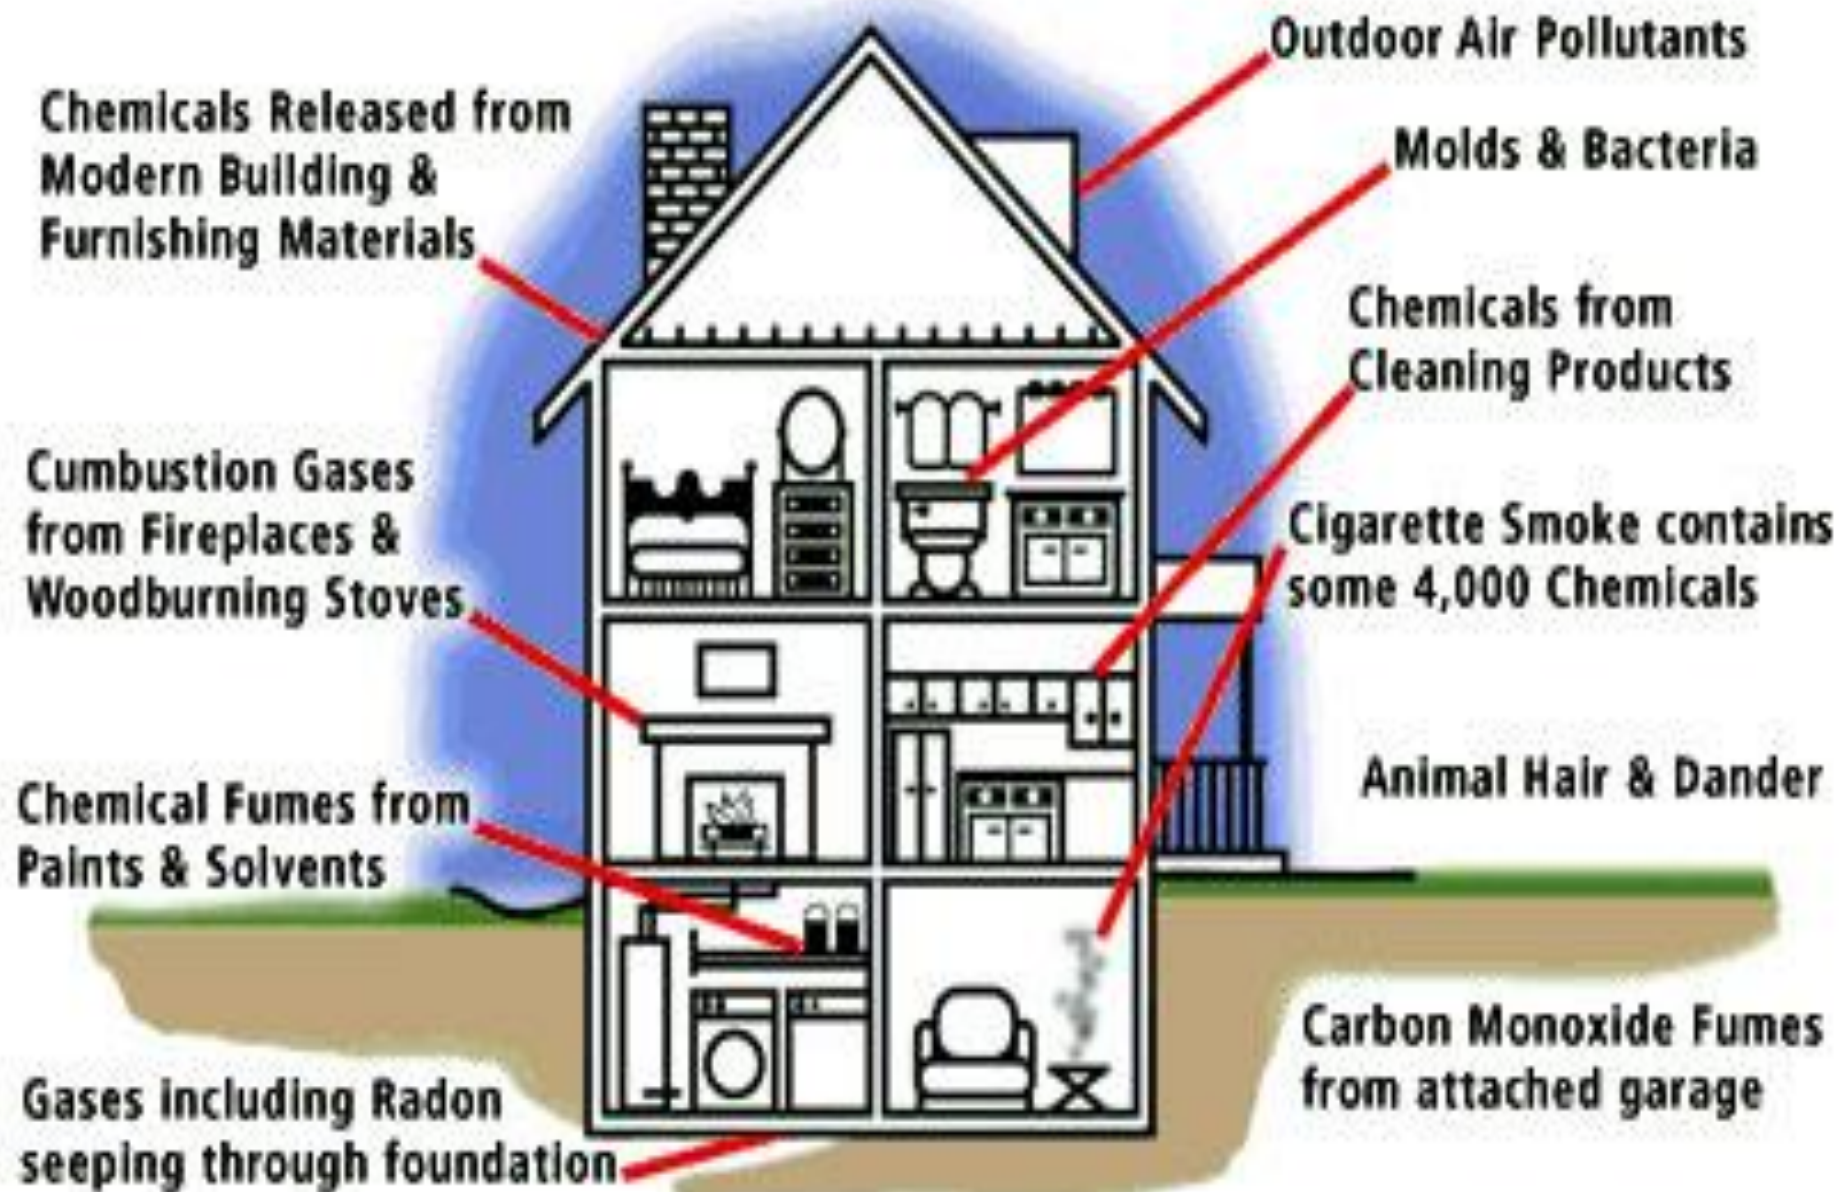 Chemicals Released from
Modern Building &
Furnishing Materials
Cumbustion Gases
from Fireplaces &
Woodburning Stoves
Chemical Fumes from
Paints & Solvents
Gases including Radon
seeping through foundation
Outdoor Air Pollutants
Molds & Bacteria
Chemicals from
Cleaning Products
Cigarette Smoke contains
some 4,000 Chemicals
Animal Hair & Dander
Carbon Monoxide Fumes
from attached garage